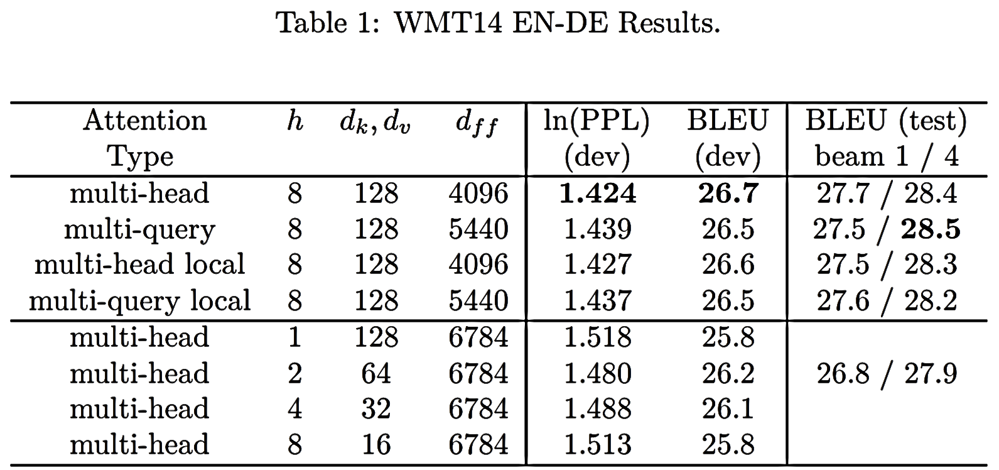 Table 1: WMT14 EN-DE Results.
Attention h d_k, d_v d_ff ln(PPL) BLEU BLEU (test)
Type (dev) (dev) beam 1 / 4
multi-head 8 128 4096 1.424 26.7 27.7 / 28.4
multi-query 8 128 5440 1.439 26.5 27.5 / 28.5
multi-head local 8 128 4096 1.427 26.6 27.5 / 28.3
multi-query local 8 128 5440 1.437 26.5 27.6 / 28.2
multi-head 1 128 6784 1.518 25.8
multi-head 2 64 6784 1.480 26.2 26.8 / 27.9
multi-head 4 32 6784 1.488 26.1
multi-head 8 16 6784 1.513 25.8